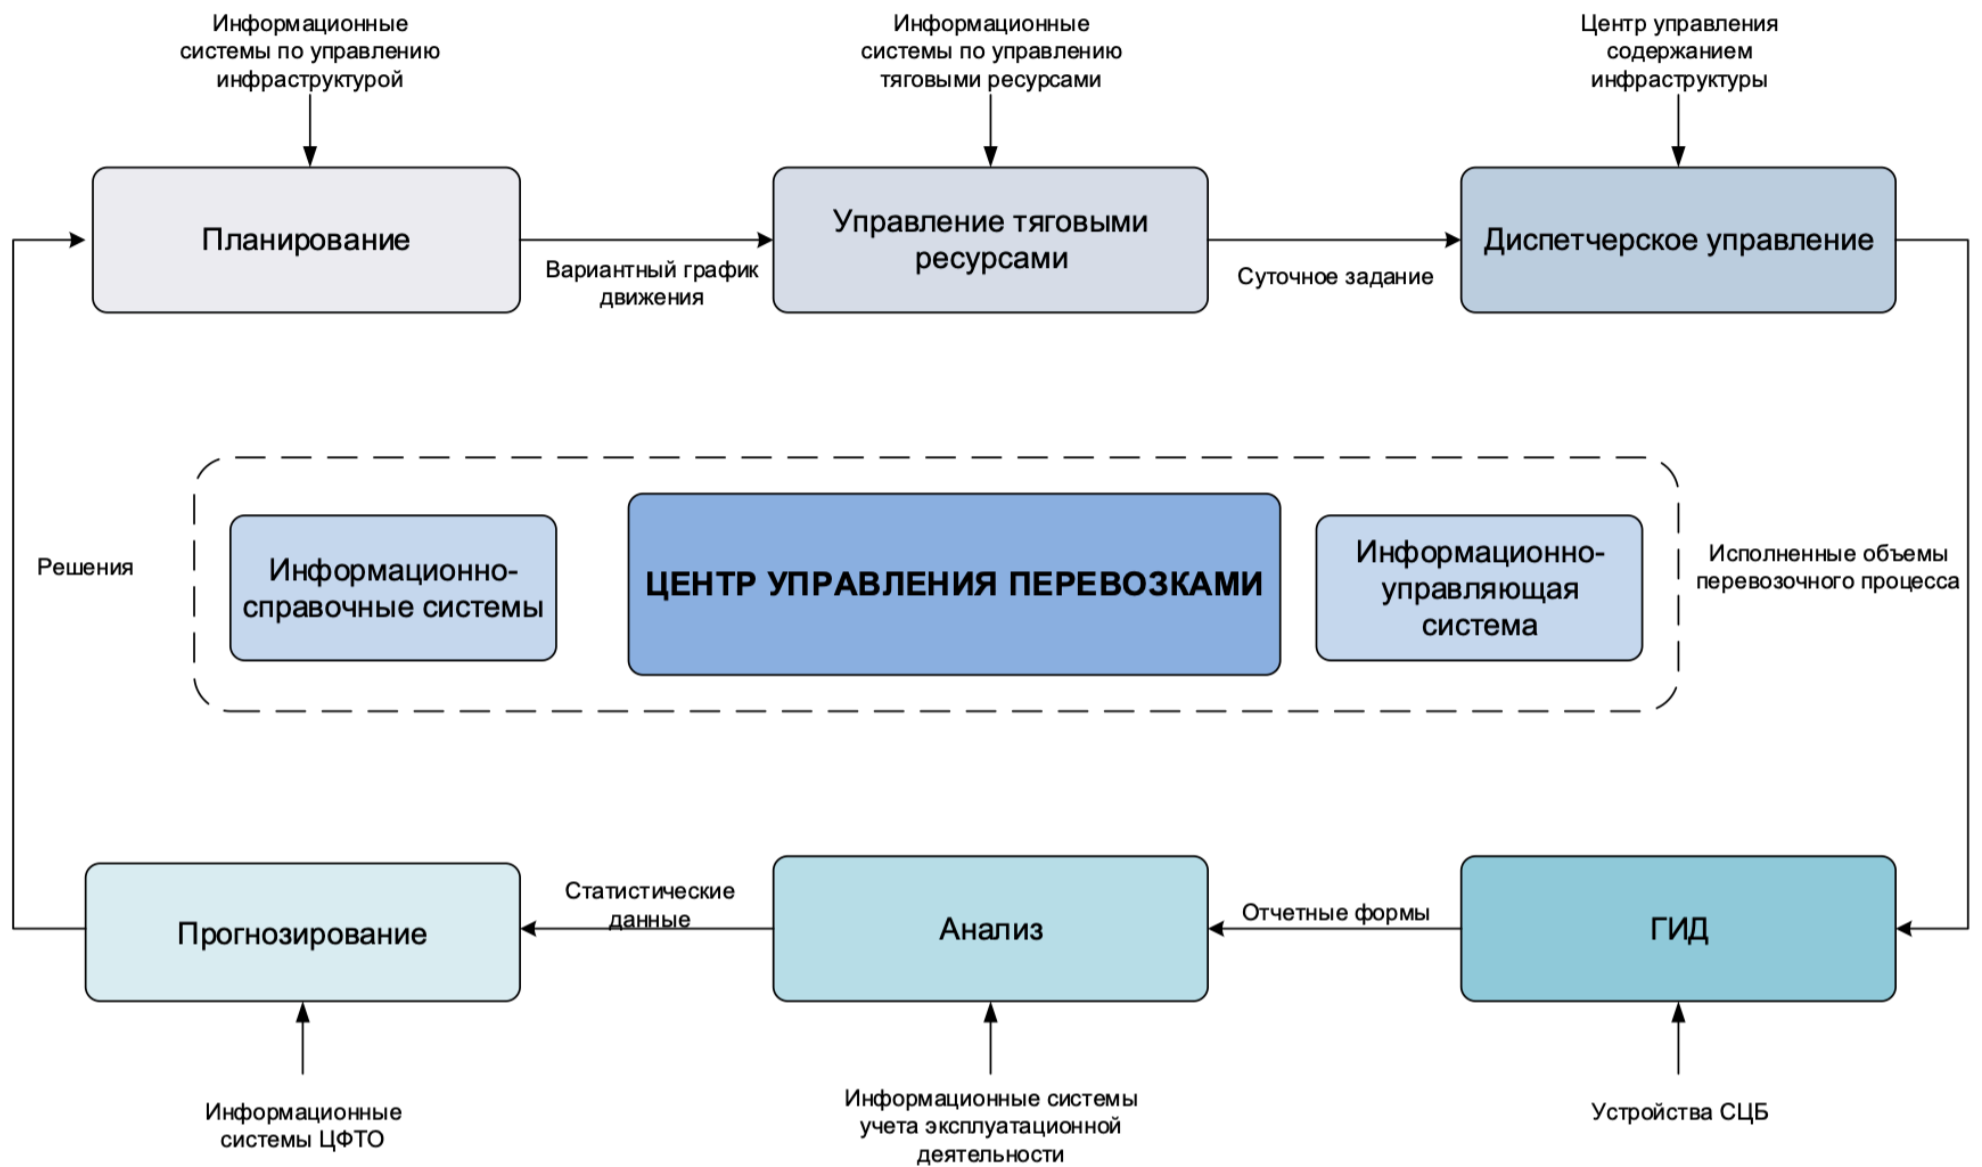 Информационные
системы по управлению
инфраструктурой
Информационные
системы по управлению
тяговыми ресурсами
Центр управления
содержанием
инфраструктуры
Планирование
Вариантный график
движения
Управление тяговыми
ресурсами
Суточное задание
Диспетчерское управление
Решения
Информационно-
справочные системы
ЦЕНТР УПРАВЛЕНИЯ ПЕРЕВОЗКАМИ
Информационно-
управляющая
система
Исполненные объемы
перевозочного процесса
Прогнозирование
Статистические
данные
Анализ
Отчетные формы
ГИД
Информационные
системы ЦФТО
Информационные системы
учета эксплуатационной
деятельности
Устройства СЦБ